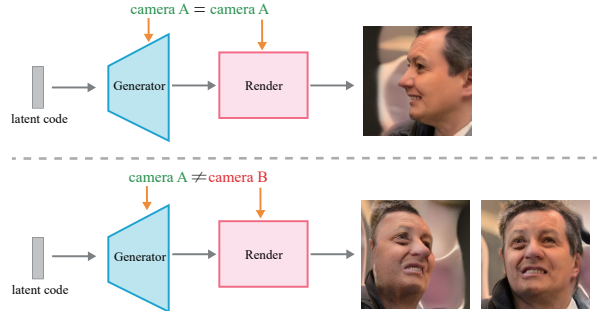 camera A = camera A
Generator
Render
latent code
camera A ≠ camera B
Generator
Render
latent code